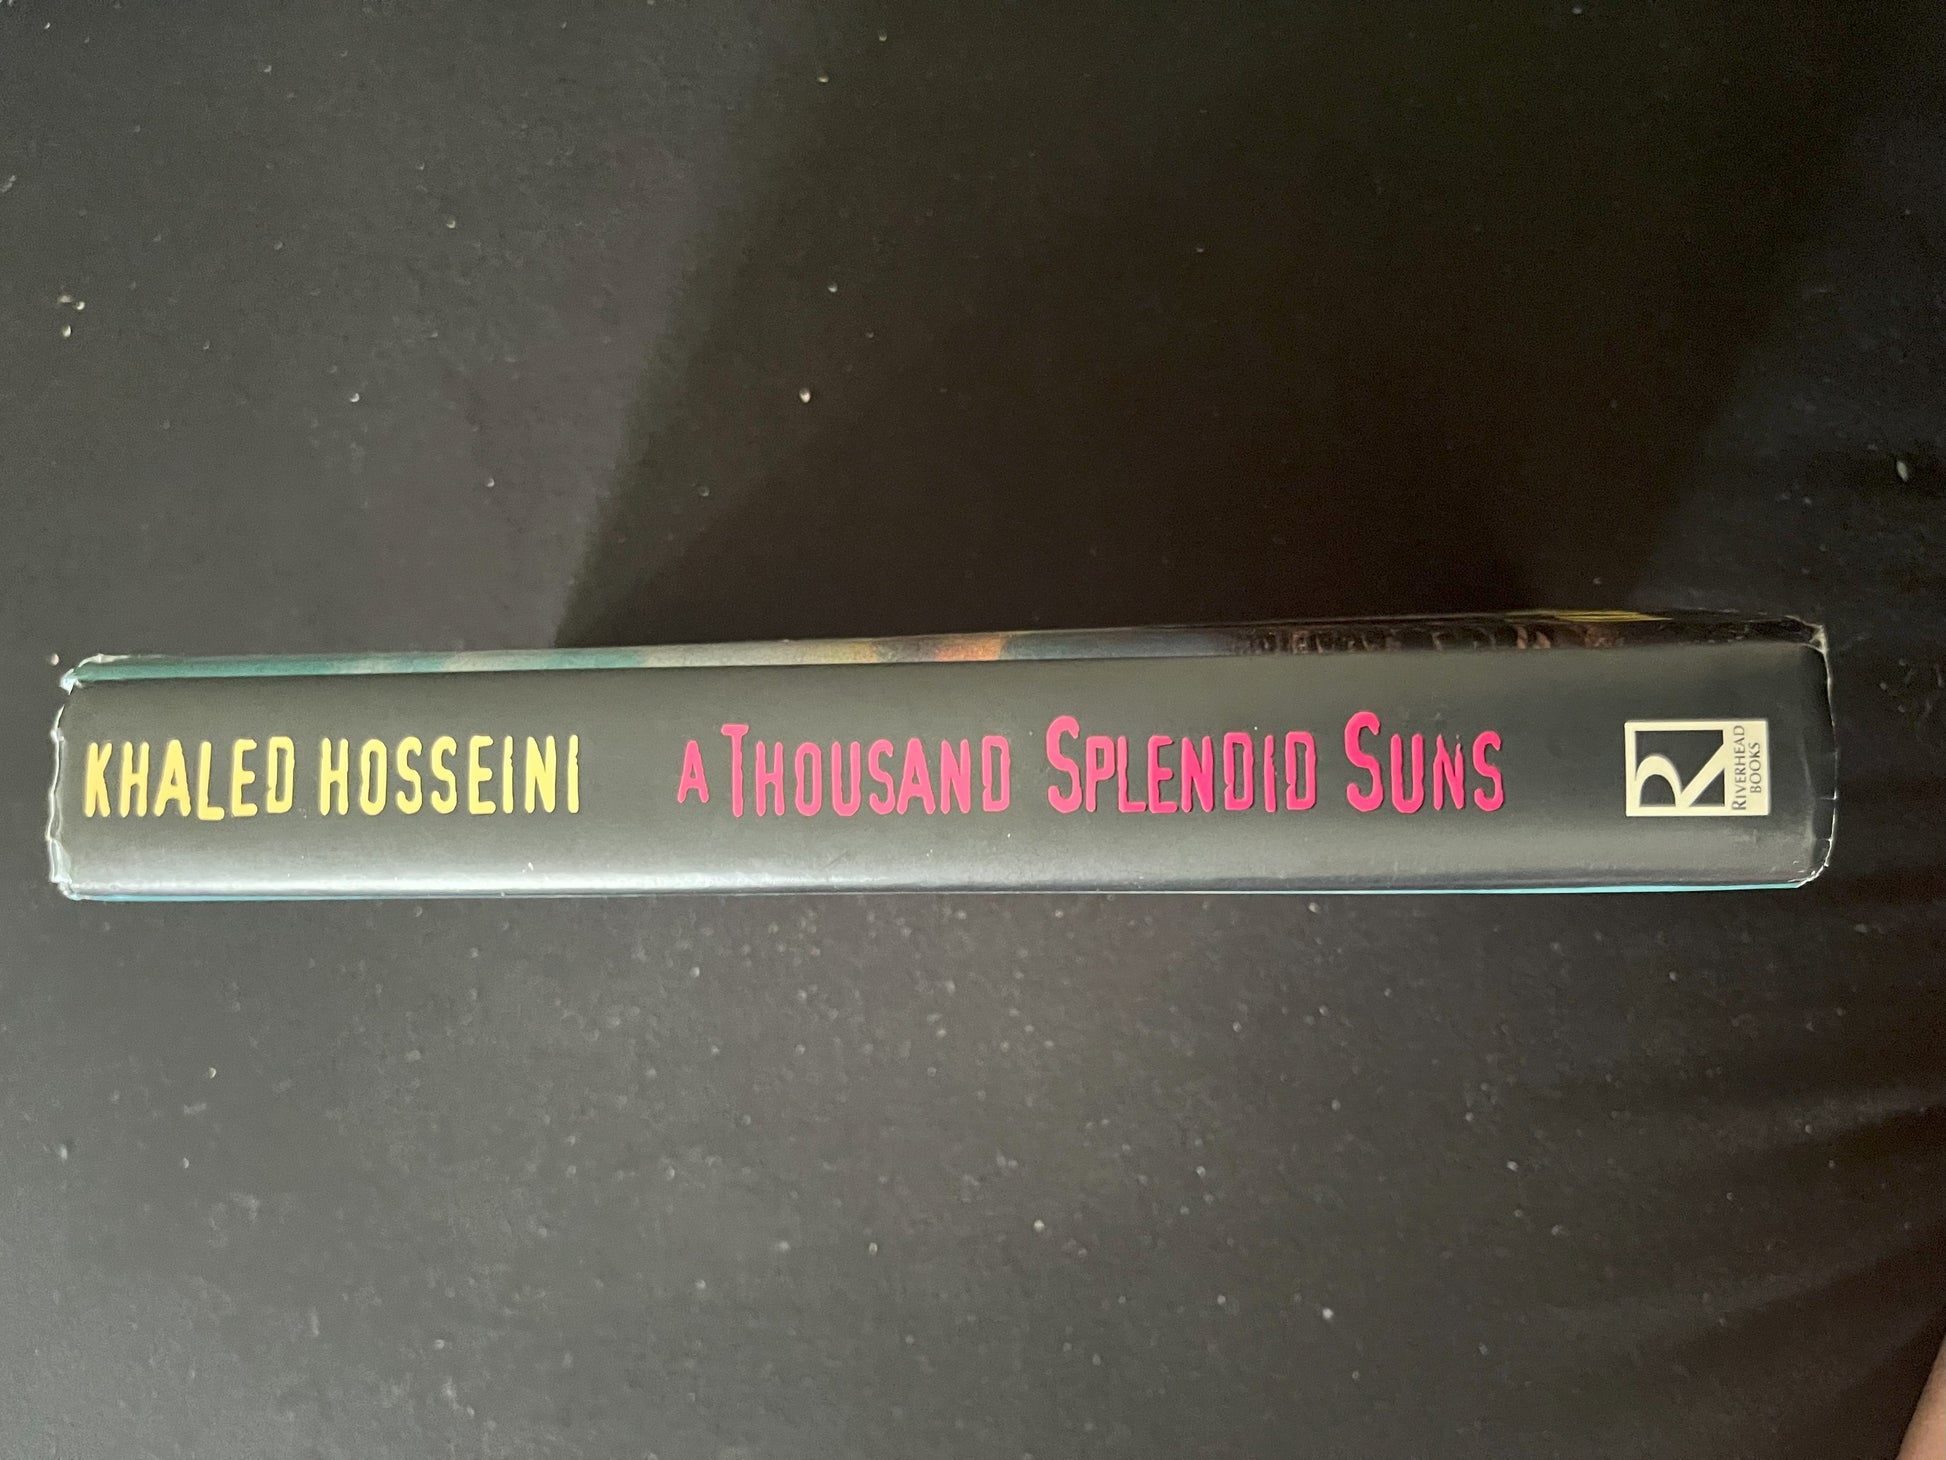 KHALED HOSSEINI
A THOUSAND SPLENDID SUNS
RIVERHEAD
BOOKS